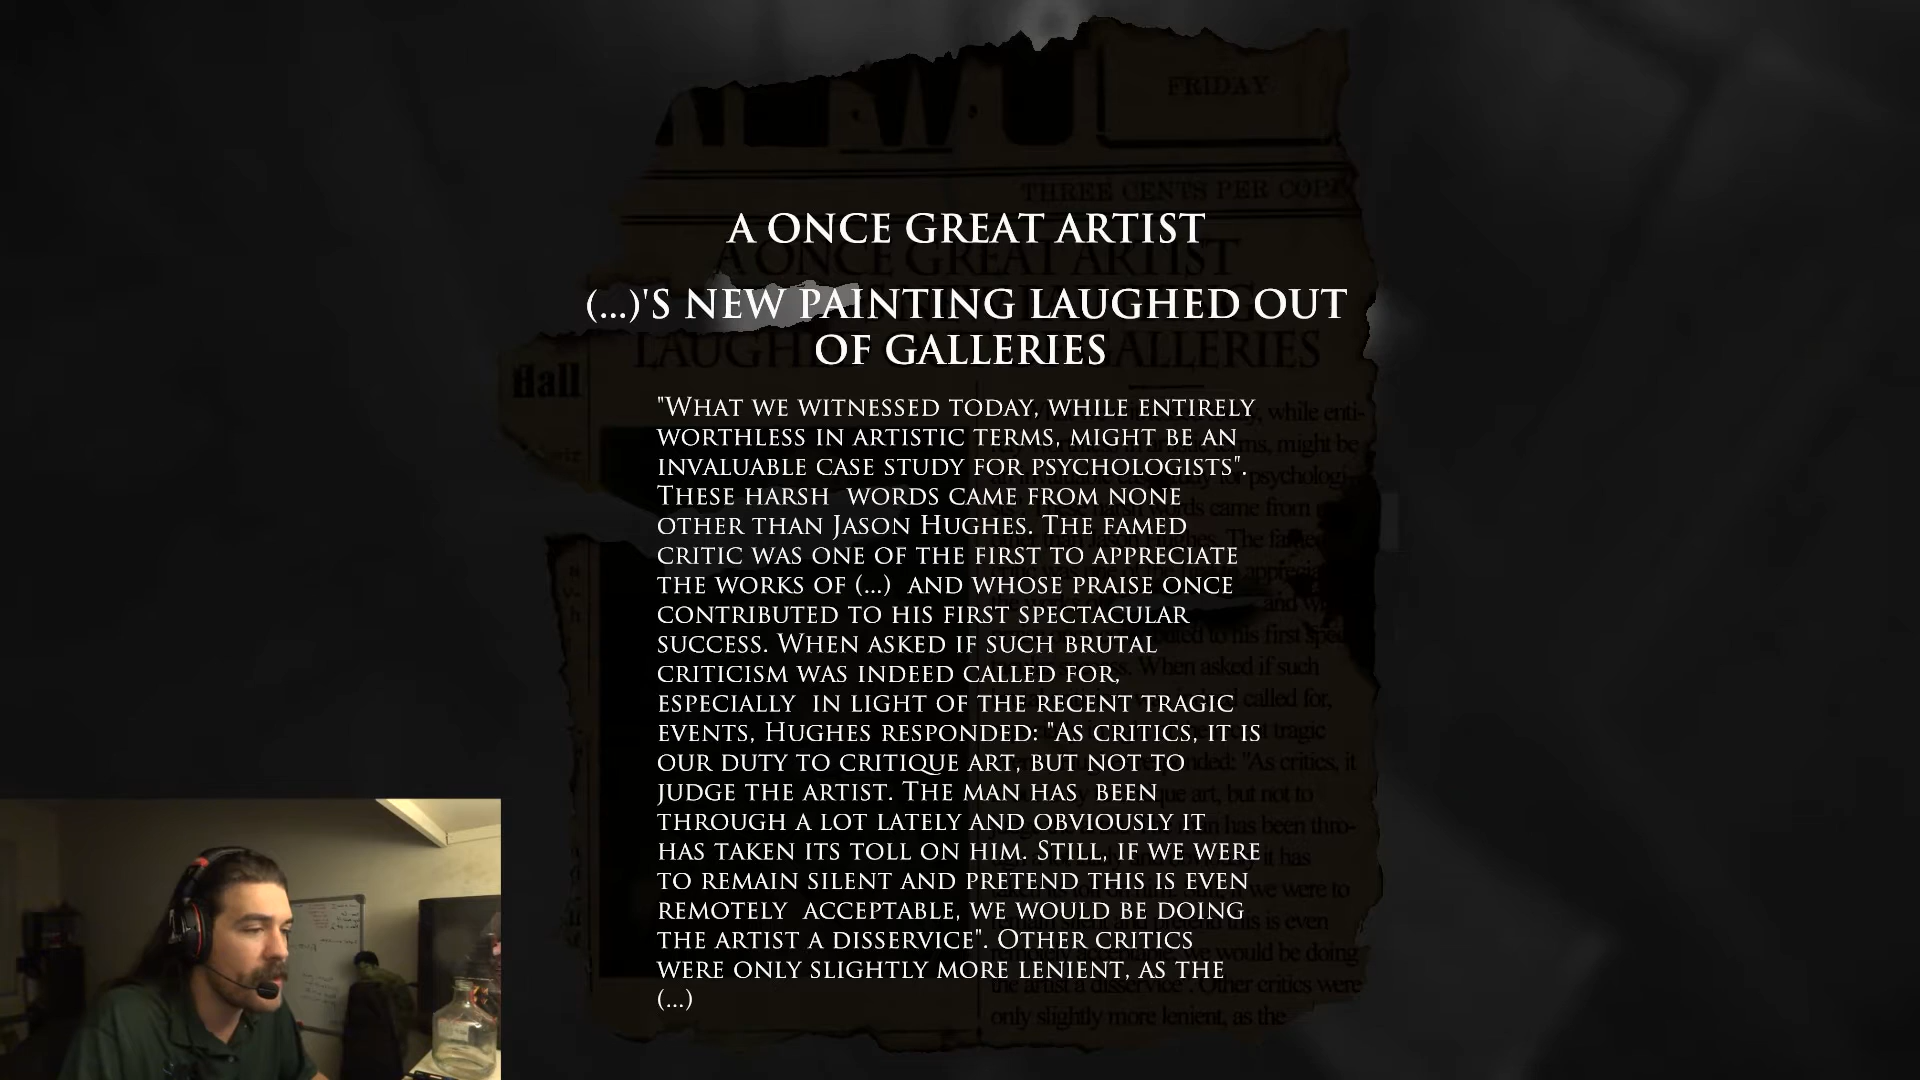 FRIDAY
THREE CENTS PER COPY
A ONCE GREAT ARTIST
(...)'S NEW PAINTING LAUGHED OUT
OF GALLERIES
Hall
"WHAT WE WITNESSED TODAY, WHILE ENTIRELY
WORTHLESS IN ARTISTIC TERMS, MIGHT BE AN
INVALUABLE CASE STUDY FOR PSYCHOLOGISTS".
THESE HARSH WORDS CAME FROM NONE
OTHER THAN JASON HUGHES. THE FAMED
CRITIC WAS ONE OF THE FIRST TO APPRECIATE
THE WORKS OF (...) AND WHOSE PRAISE ONCE
CONTRIBUTED TO HIS FIRST SPECTACULAR
SUCCESS. WHEN ASKED IF SUCH BRUTAL
CRITICISM WAS INDEED CALLED FOR,
ESPECIALLY IN LIGHT OF THE RECENT TRAGIC
EVENTS, HUGHES RESPONDED: "AS CRITICS, IT IS
OUR DUTY TO CRITIQUE ART, BUT NOT TO
JUDGE THE ARTIST. THE MAN HAS BEEN
THROUGH A LOT LATELY AND OBVIOUSLY IT
HAS TAKEN ITS TOLL ON HIM. STILL, IF WE WERE
TO REMAIN SILENT AND PRETEND THIS IS EVEN
REMOTELY ACCEPTABLE, WE WOULD BE DOING
THE ARTIST A DISSERVICE". OTHER CRITICS
WERE ONLY SLIGHTLY MORE LENIENT, AS THE
(...)